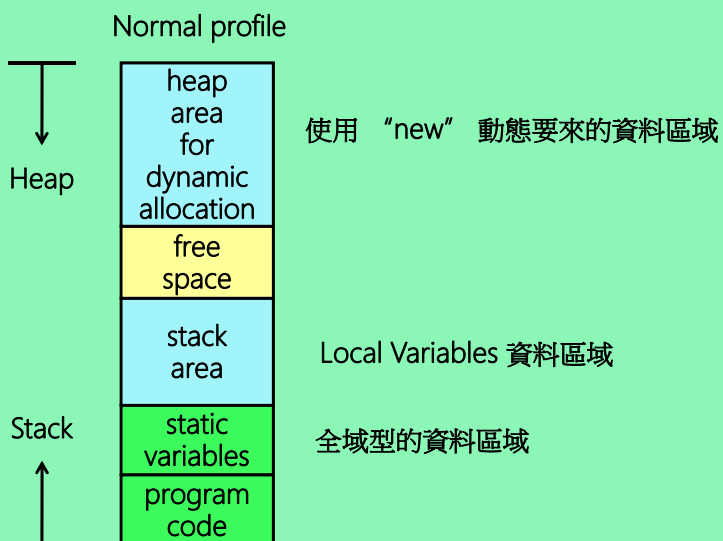 Normal profile
heap
area
for
dynamic
allocation
使用 “new” 動態要來的資料區域
Heap
free
space
stack
area
Local Variables 資料區域
Stack
static
variables
全域型的資料區域
program
code